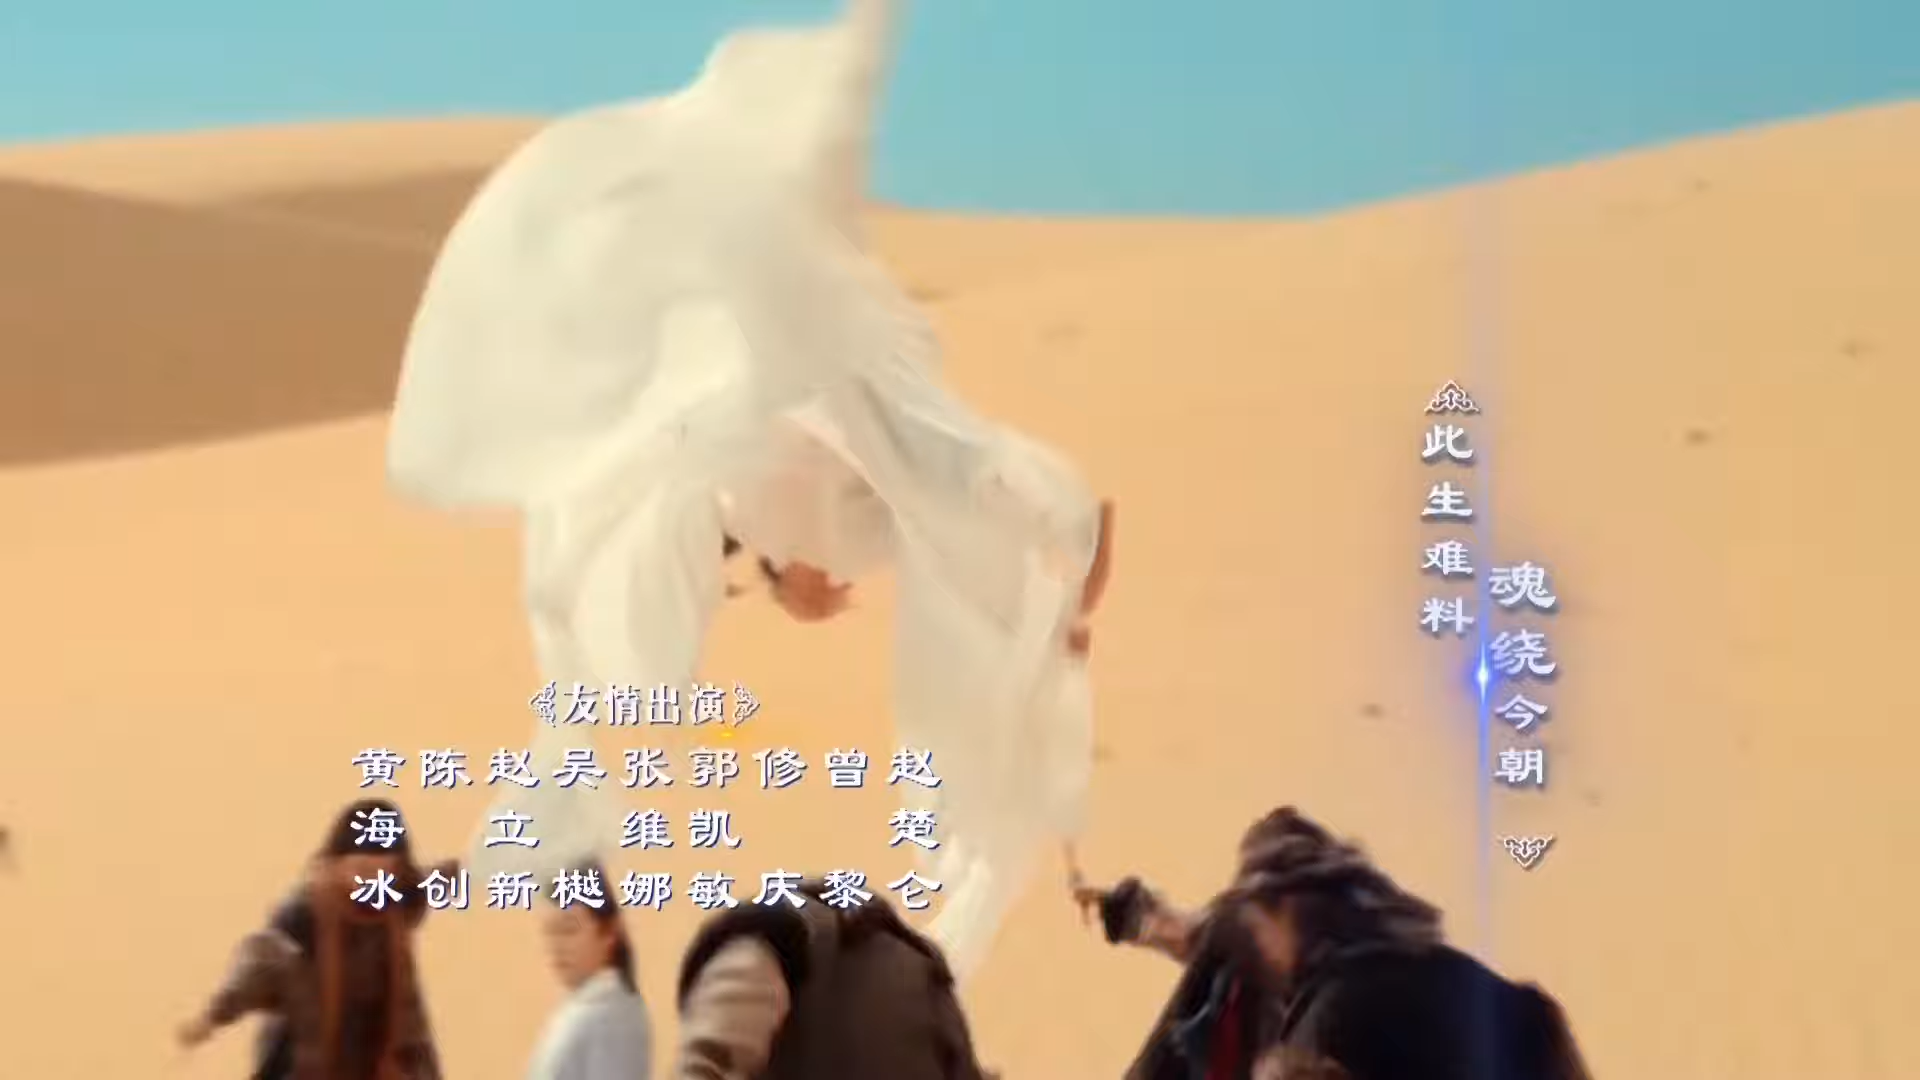 友情出演
黄海冰
陈创
赵立新
吴樾
张维娜
郭凯敏
修庆
曾黎
赵楚仑
此生难料
魂绕今朝